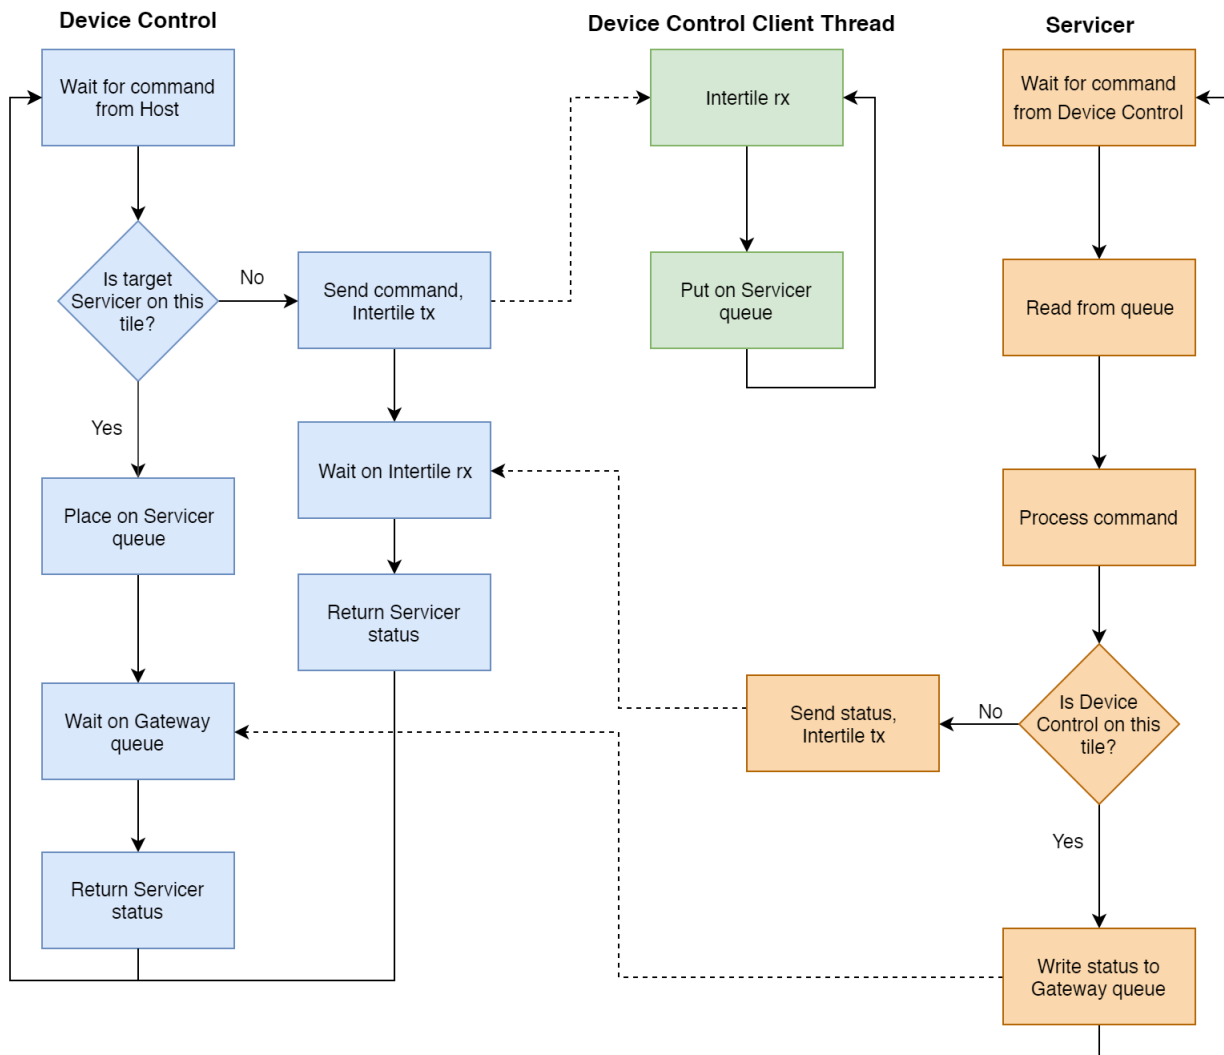 Device Control
Wait for command
from Host
Is target
Servicer on this
tile?
No
Yes
Send command,
Intertile tx
Wait on Intertile rx
Return Servicer
status
Place on Servicer
queue
Wait on Gateway
queue
Return Servicer
status
Device Control Client Thread
Intertile rx
Put on Servicer
queue
Servicer
Wait for command
from Device Control
Read from queue
Process command
Is Device
Control on this
tile?
No
Send status,
Intertile tx
Yes
Write status to
Gateway queue